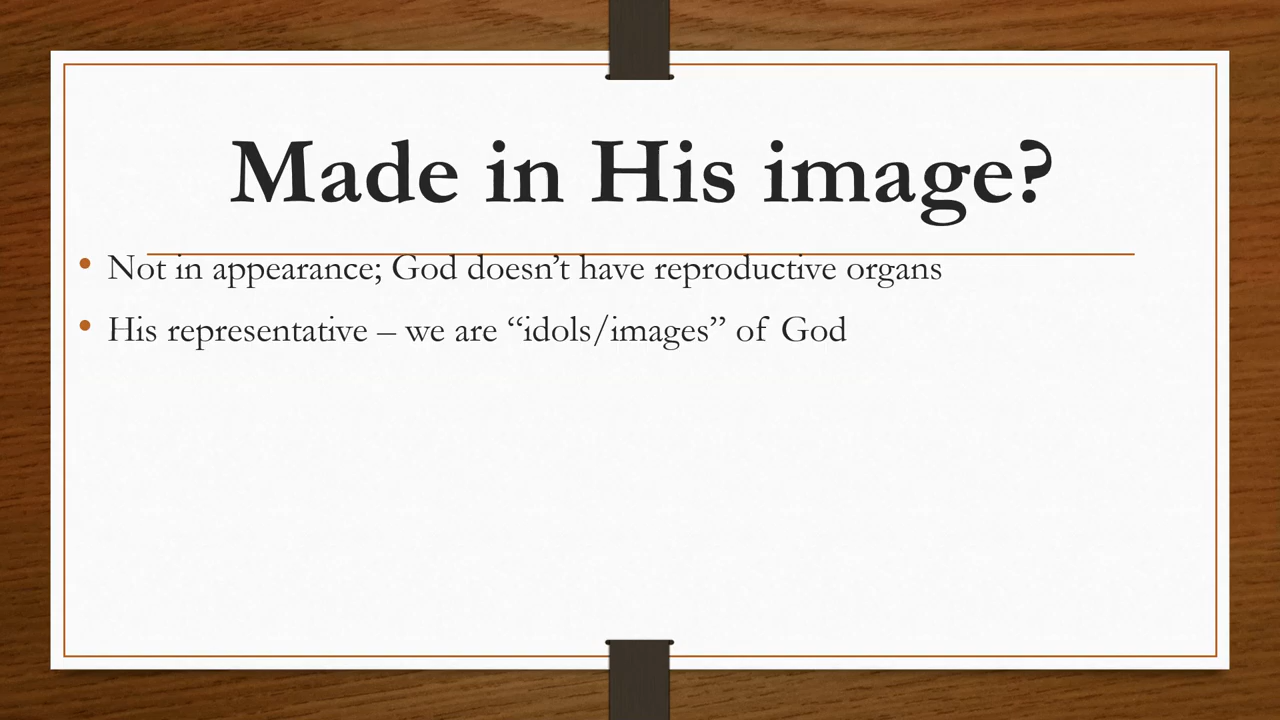 Made in His image?
• Not in appearance; God doesn’t have reproductive organs
• His representative – we are “idols/images” of God